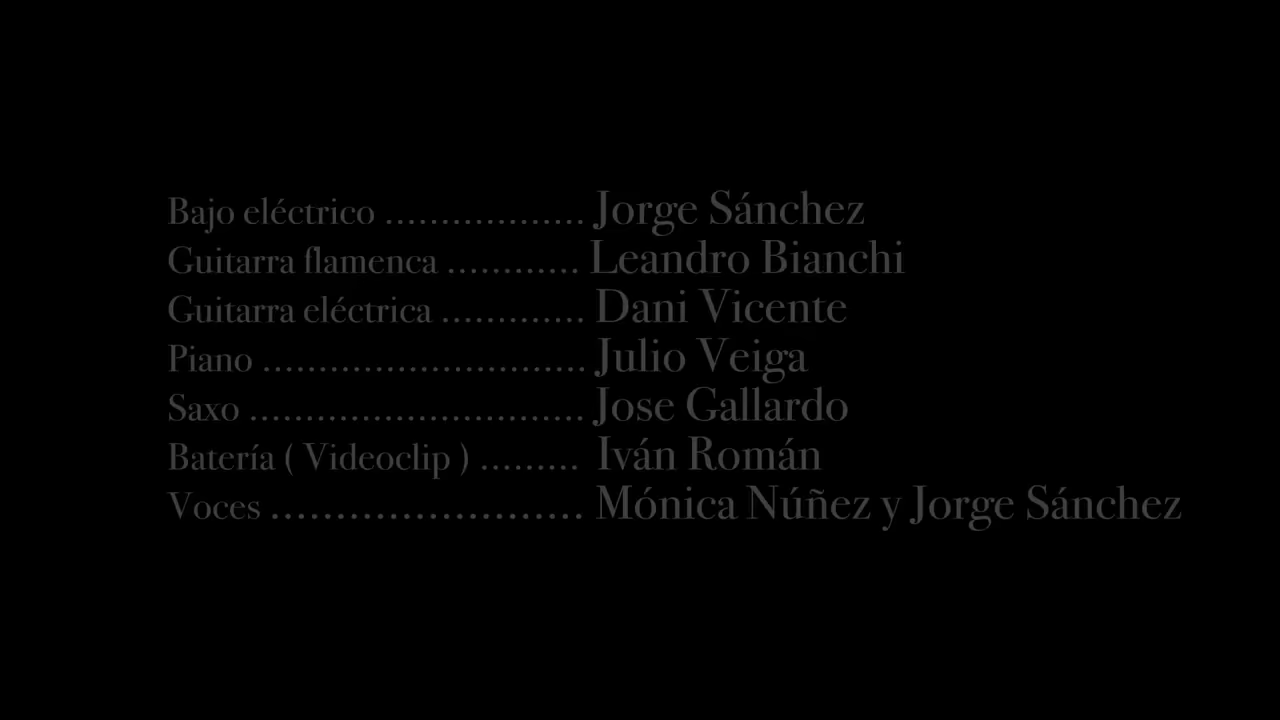 Bajo eléctrico .................. Jorge Sánchez
Guitarra flamenca ............ Leandro Bianchi
Guitarra eléctrica ............. Dani Vicente
Piano ............................. Julio Veiga
Saxo .............................. Jose Gallardo
Batería ( Videoclip ) ......... Iván Román
Voces ........................ Mónica Núñez y Jorge Sánchez